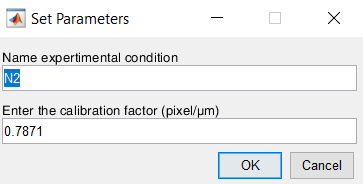 Set Parameters
Name expertimental condition
N2
Enter the calibration factor (pixel/µm)
0.7871
OK
Cancel